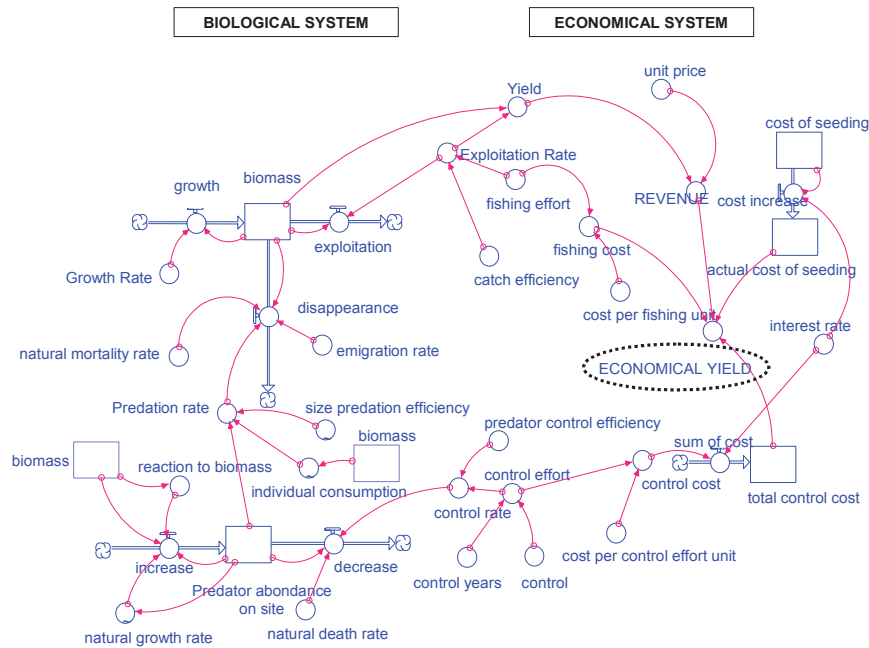 BIOLOGICAL SYSTEM
ECONOMICAL SYSTEM
Yield
unit price
cost of seeding
Exploitation Rate
growth
biomass
fishing effort
REVENUE
cost increase
exploitation
fishing cost
actual cost of seeding
Growth Rate
catch efficiency
disappearance
cost per fishing unit
interest rate
natural mortality rate
emigration rate
ECONOMICAL YIELD
Predation rate
size predation efficiency
predator control efficiency
biomass
sum of cost
biomass
reaction to biomass
individual consumption
control effort
control cost
total control cost
control rate
increase
decrease
cost per control effort unit
Predator abundance
on site
control years
control
natural growth rate
natural death rate